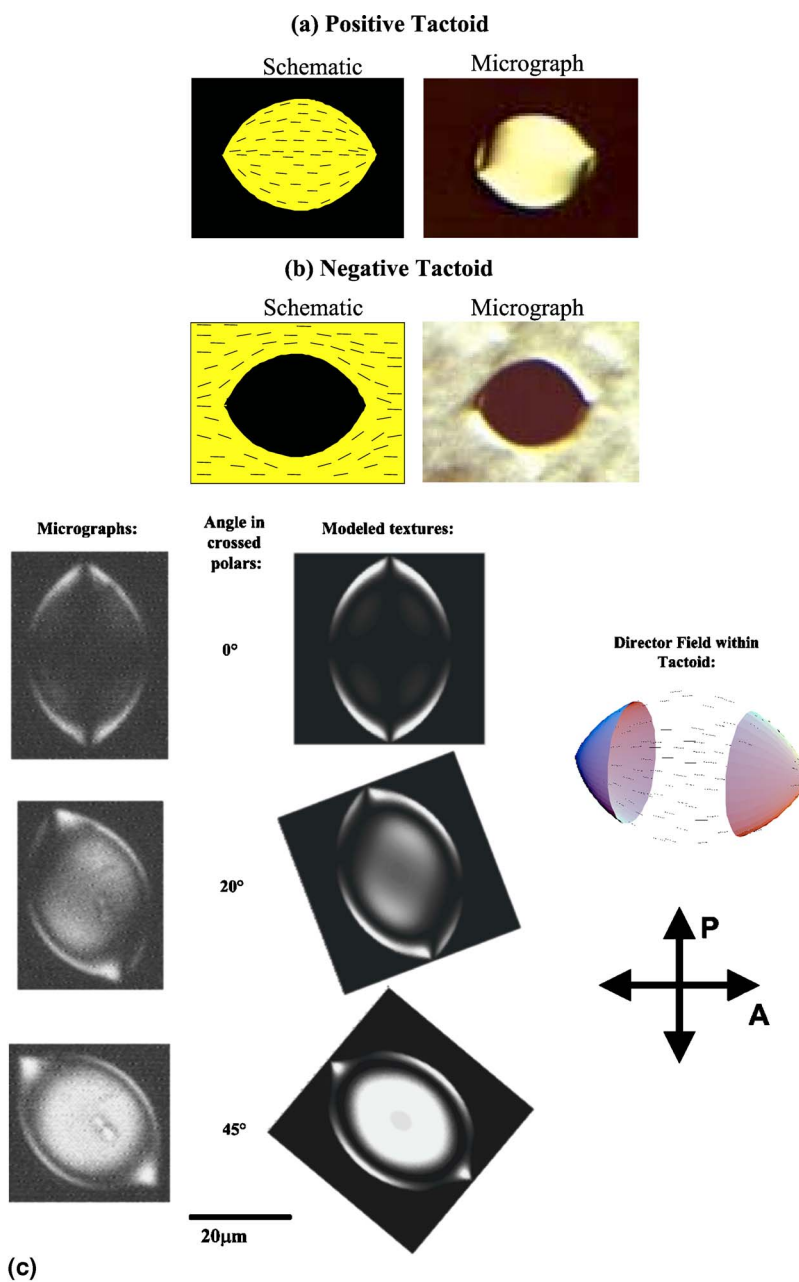 (a) Positive Tactoid
Schematic
Micrograph
(b) Negative Tactoid
Schematic
Micrograph
Micrographs:
Angle in
crossed
polars:
Modeled textures:
0°
Director Field within
Tactoid:
20°
P
A
45°
20μm
(c)